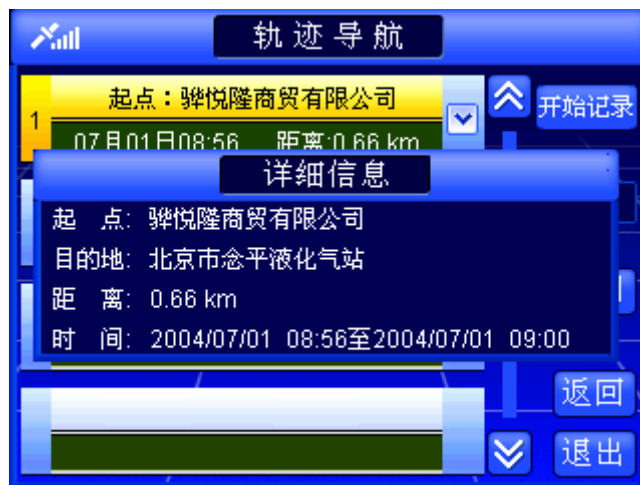 轨迹导航
1
起点：骅悦隆商贸有限公司
开始记录
07月01日08:56 距离:0.66 km
详细信息
起 点: 骅悦隆商贸有限公司
目的地: 北京市念平液化气站
距 离: 0.66 km
时 间: 2004/07/01 08:56至2004/07/01 09:00
返回
退出